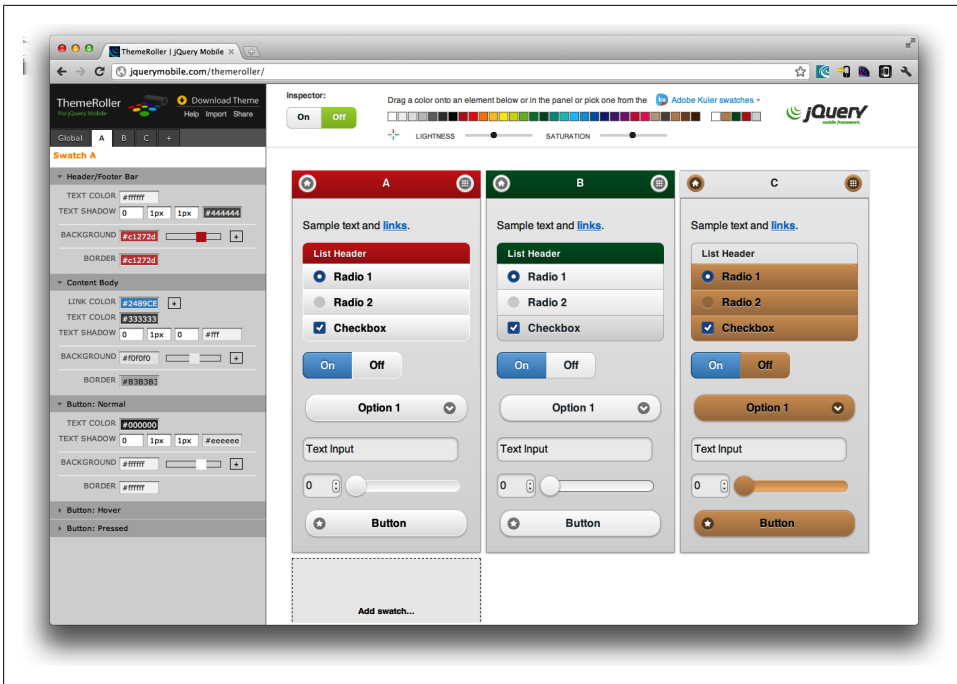 ThemeRoller | jQuery Mobile
jquerymobile.com/themeroller/
ThemeRoller
For jQuery Mobile
Download Theme
Help Import Share
Global A B C +
Swatch A
Header/Footer Bar
TEXT COLOR #ffffff
TEXT SHADOW 0 1px 1px #444444
BACKGROUND #c1272d +
BORDER #c1272d
Content Body
LINK COLOR #2489CE +
TEXT COLOR #333333
TEXT SHADOW 0 1px 0 #fff
BACKGROUND #f0f0f0 +
BORDER #B3B3B3
Button: Normal
TEXT COLOR #000000
TEXT SHADOW 0 1px 1px #eeeeee
BACKGROUND #ffffff +
BORDER #ffffff
Button: Hover
Button: Pressed
Inspector:
On Off
Drag a color onto an element below or in the panel or pick one from the ku Adobe Kuler swatches
LIGHTNESS SATURATION
jQuery
mobile framework
A
Sample text and links.
List Header
Radio 1
Radio 2
Checkbox
On Off
Option 1
Text Input
0
Button
B
Sample text and links.
List Header
Radio 1
Radio 2
Checkbox
On Off
Option 1
Text Input
0
Button
C
Sample text and links.
List Header
Radio 1
Radio 2
Checkbox
On Off
Option 1
Text Input
0
Button
Add swatch...